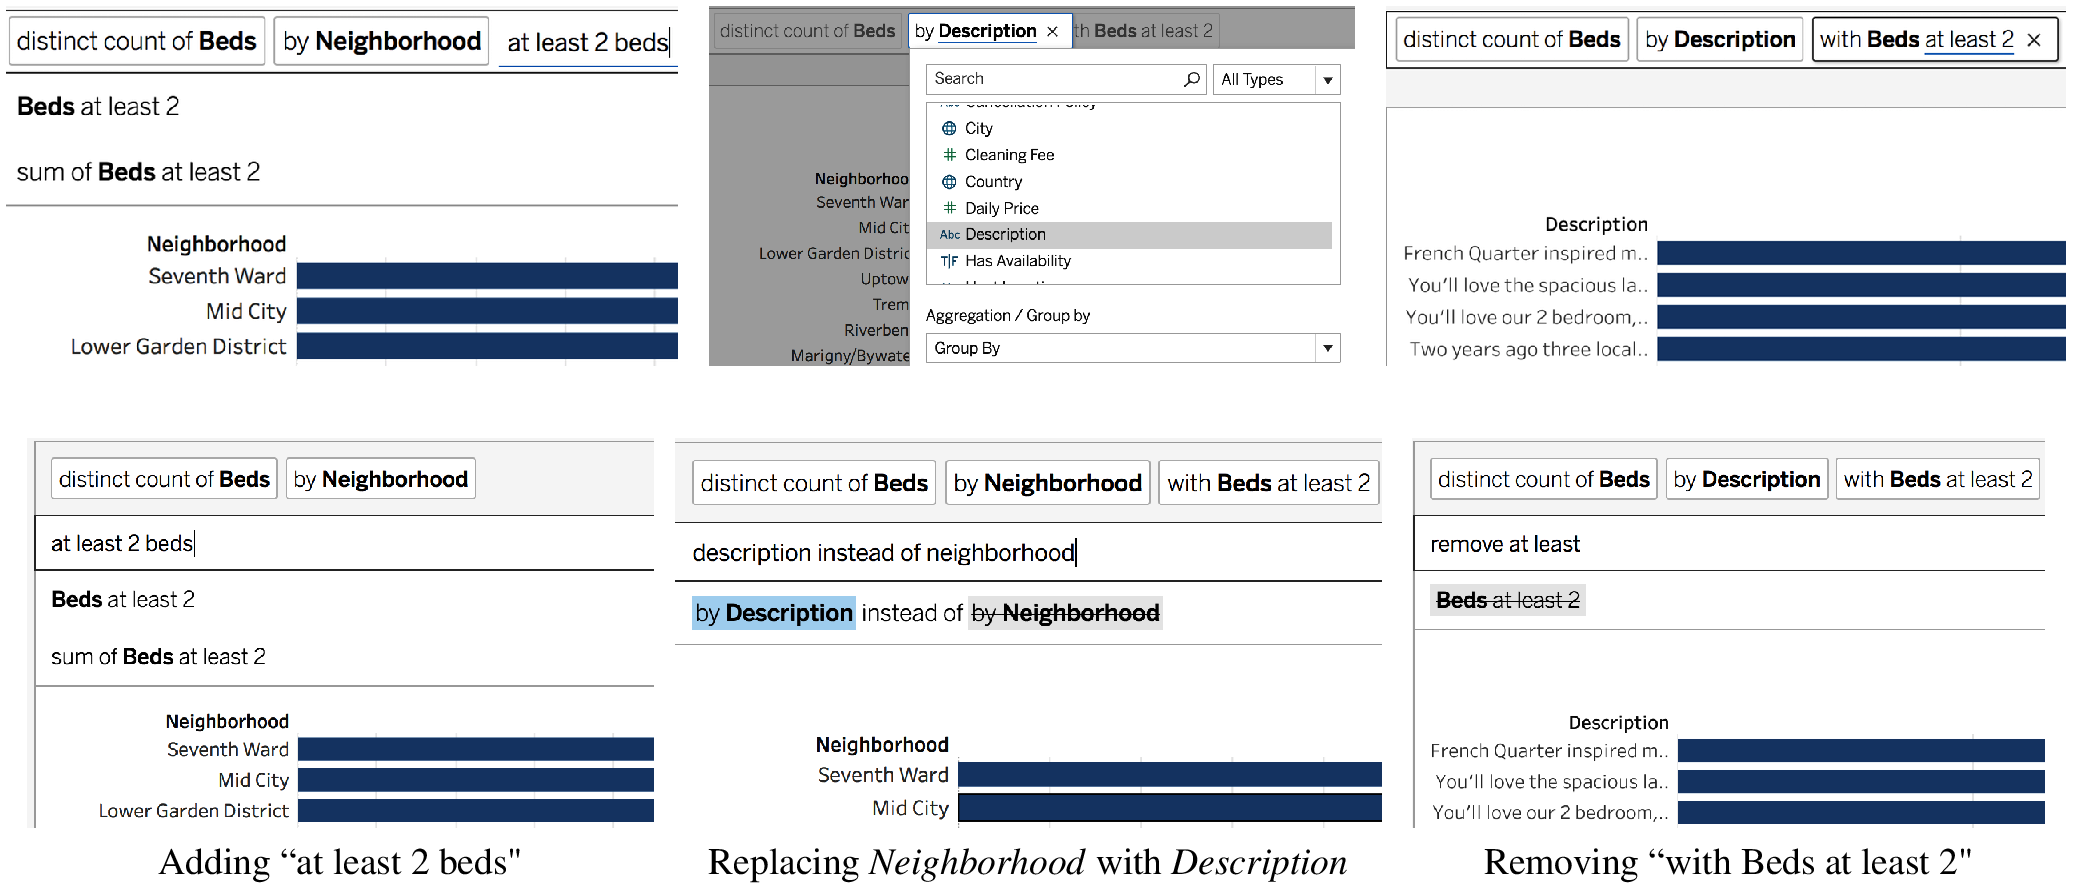 distinct count of Beds by Neighborhood at least 2 beds
Beds at least 2
sum of Beds at least 2
Neighborhood
Seventh Ward
Mid City
Lower Garden District
distinct count of Beds by Description × th Beds at least 2
Search All Types
City
# Cleaning Fee
Country
# Daily Price
Abc Description
T|F Has Availability
Aggregation / Group by
Group By
Neighborhoo
Seventh War
Mid Cit
Lower Garden Distric
Uptow
Trem
Riverben
Marigny/Bywate
distinct count of Beds by Description with Beds at least 2 ×
Description
French Quarter inspired m..
You'll love the spacious la..
You'll love our 2 bedroom,..
Two years ago three local..
distinct count of Beds by Neighborhood
at least 2 beds
Beds at least 2
sum of Beds at least 2
Neighborhood
Seventh Ward
Mid City
Lower Garden District
Adding “at least 2 beds"
distinct count of Beds by Neighborhood with Beds at least 2
description instead of neighborhood
by Description instead of by Neighborhood
Neighborhood
Seventh Ward
Mid City
Replacing Neighborhood with Description
distinct count of Beds by Description with Beds at least 2
remove at least
Beds at least 2
Description
French Quarter inspired m..
You'll love the spacious la..
You'll love our 2 bedroom,..
Removing “with Beds at least 2"